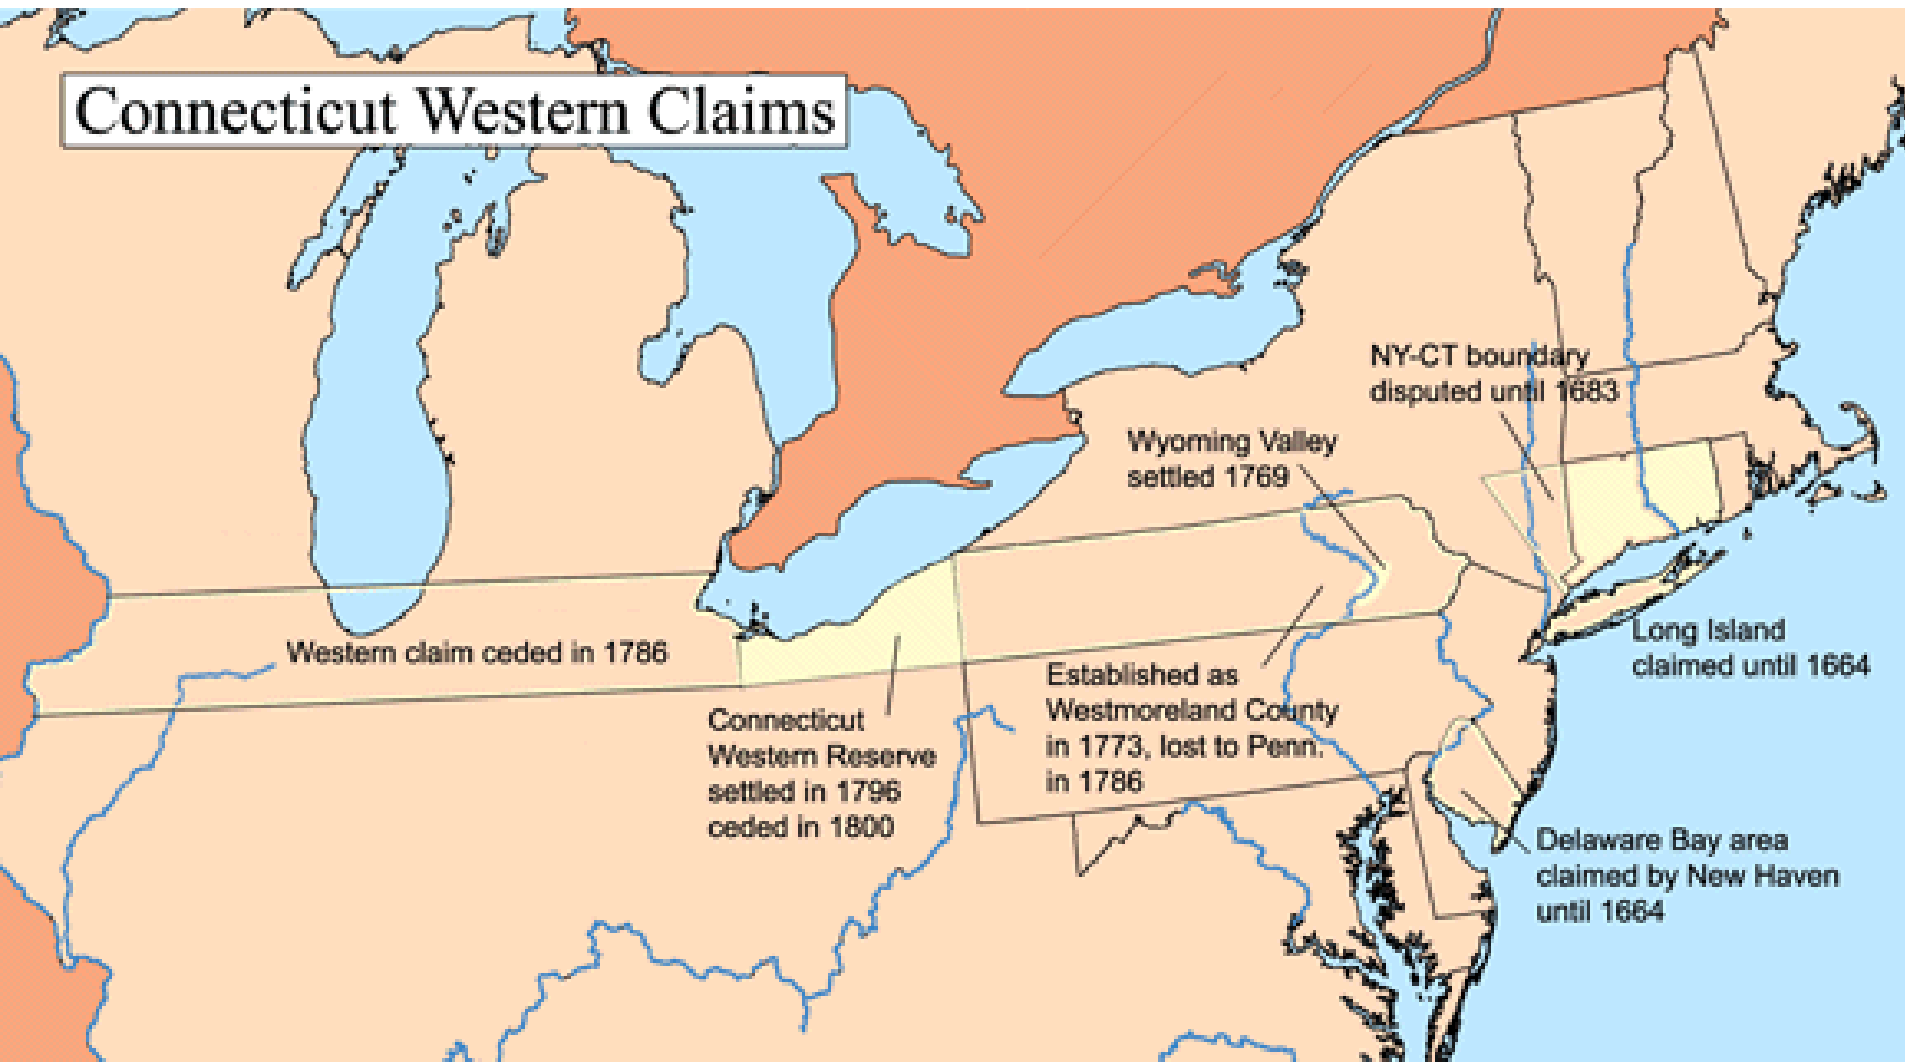 Connecticut Western Claims
NY-CT boundary
disputed until 1683
Wyoming Valley
settled 1769
Western claim ceded in 1786
Long Island
claimed until 1664
Established as
Westmoreland County
in 1773, lost to Penn.
in 1786
Connecticut
Western Reserve
settled in 1796
ceded in 1800
Delaware Bay area
claimed by New Haven
until 1664